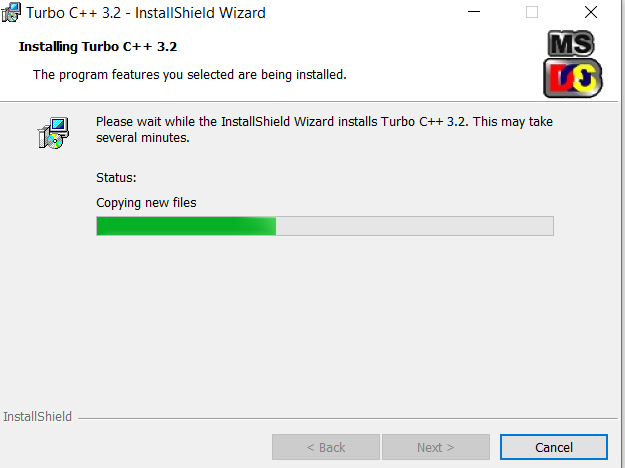 Turbo C++ 3.2 - InstallShield Wizard
Installing Turbo C++ 3.2
The program features you selected are being installed.
MS
DOS
Please wait while the InstallShield Wizard installs Turbo C++ 3.2. This may take
several minutes.
Status:
Copying new files
InstallShield
< Back
Next >
Cancel